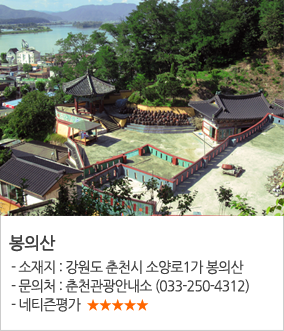 봉의산
- 소재지 : 강원도 춘천시 소양로1가 봉의산
- 문의처 : 춘천관광안내소 (033-250-4312)
- 네티즌평가 ★★★★★